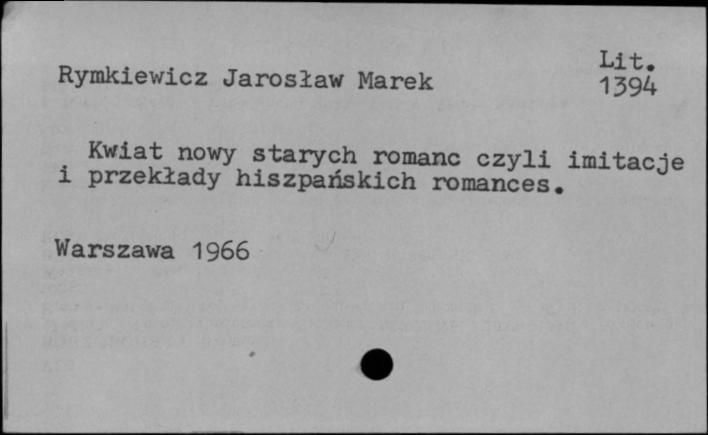 Lit.
Rymkiewicz Jarosław Marek 1394
Kwiat nowy starych romanc czyli imitacje
i przekłady hiszpańskich romances.
Warszawa 1966